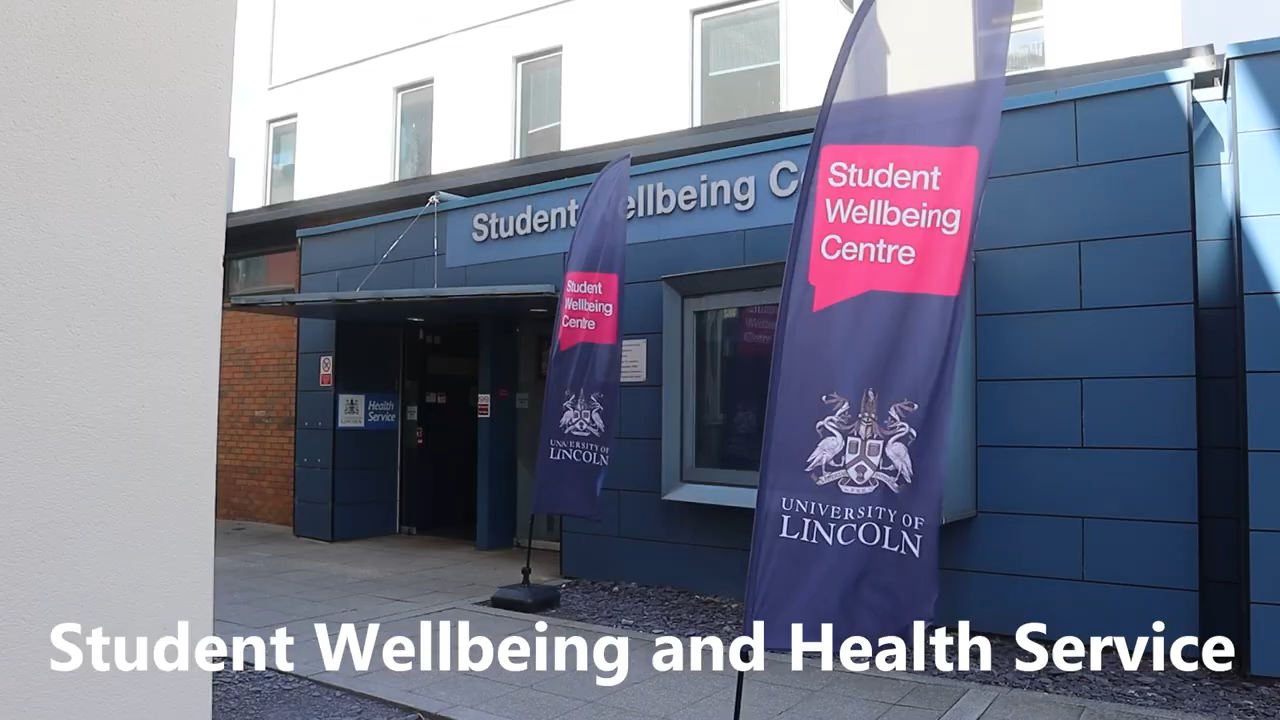 Student Wellbeing C
Student
Wellbeing
Centre
UNIVERSITY OF
LINCOLN
Student
Wellbeing
Centre
UNIVERSITY OF
LINCOLN
Health
Service
LINCOLN
Student Wellbeing and Health Service